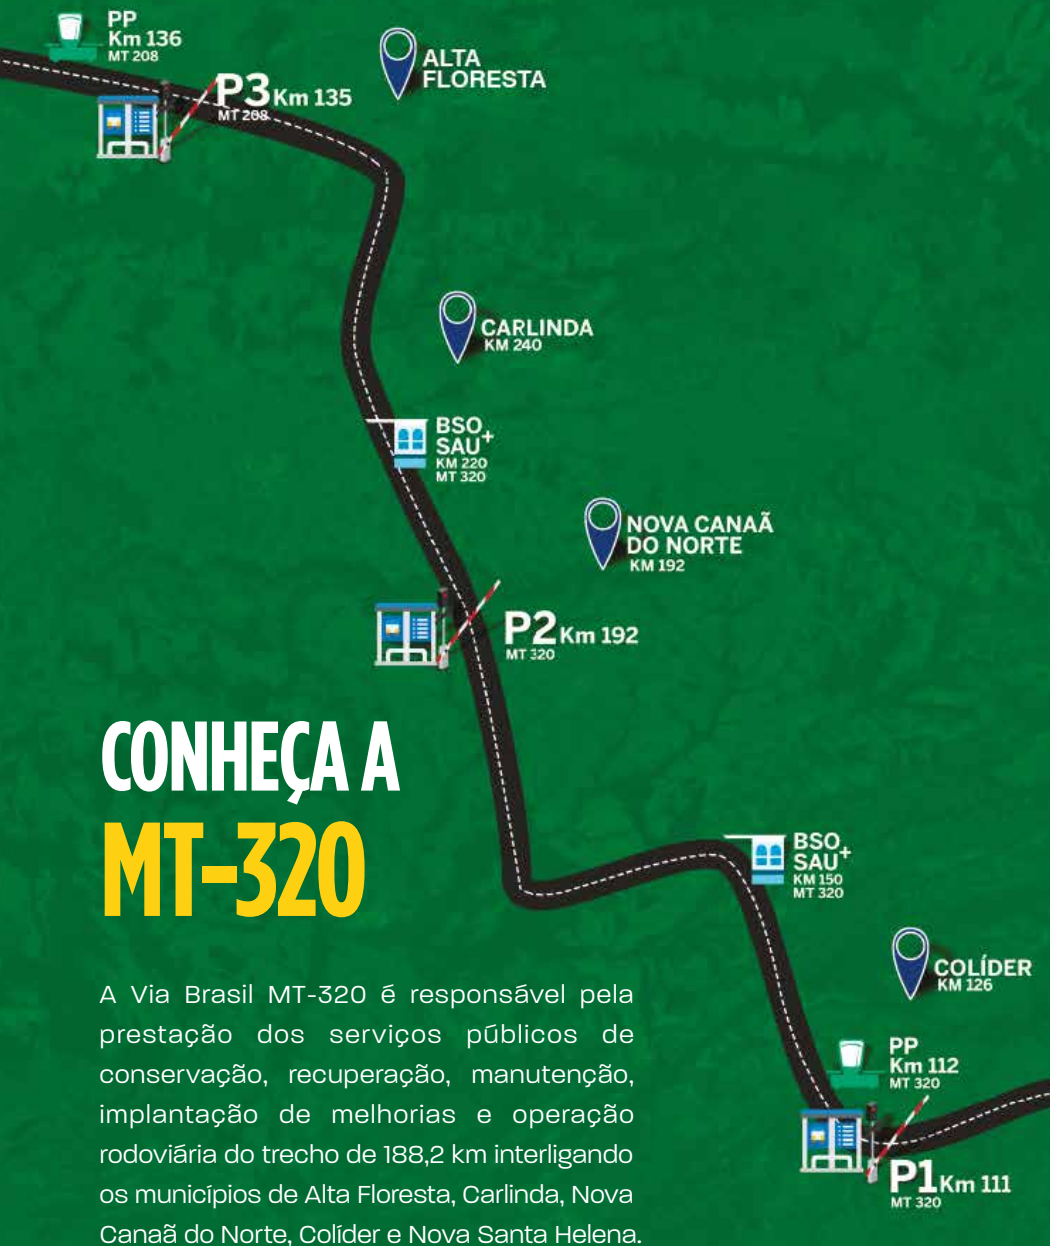 PP
Km 136
MT 208
P3 Km 135
MT 208
ALTA
FLORESTA
CARLINDA
KM 240
BSO
SAU+
KM 220
MT 320
NOVA CANAÃ
DO NORTE
KM 192
P2 Km 192
MT 320
CONHEÇA A
MT-320
BSO
SAU+
KM 150
MT 320
COLÍDER
KM 126
PP
Km 112
MT 320
P1 Km 111
MT 320
A Via Brasil MT-320 é responsável pela
prestação dos serviços públicos de
conservação, recuperação, manutenção,
implantação de melhorias e operação
rodoviária do trecho de 188,2 km interligando
os municípios de Alta Floresta, Carlinda, Nova
Canaã do Norte, Colíder e Nova Santa Helena.